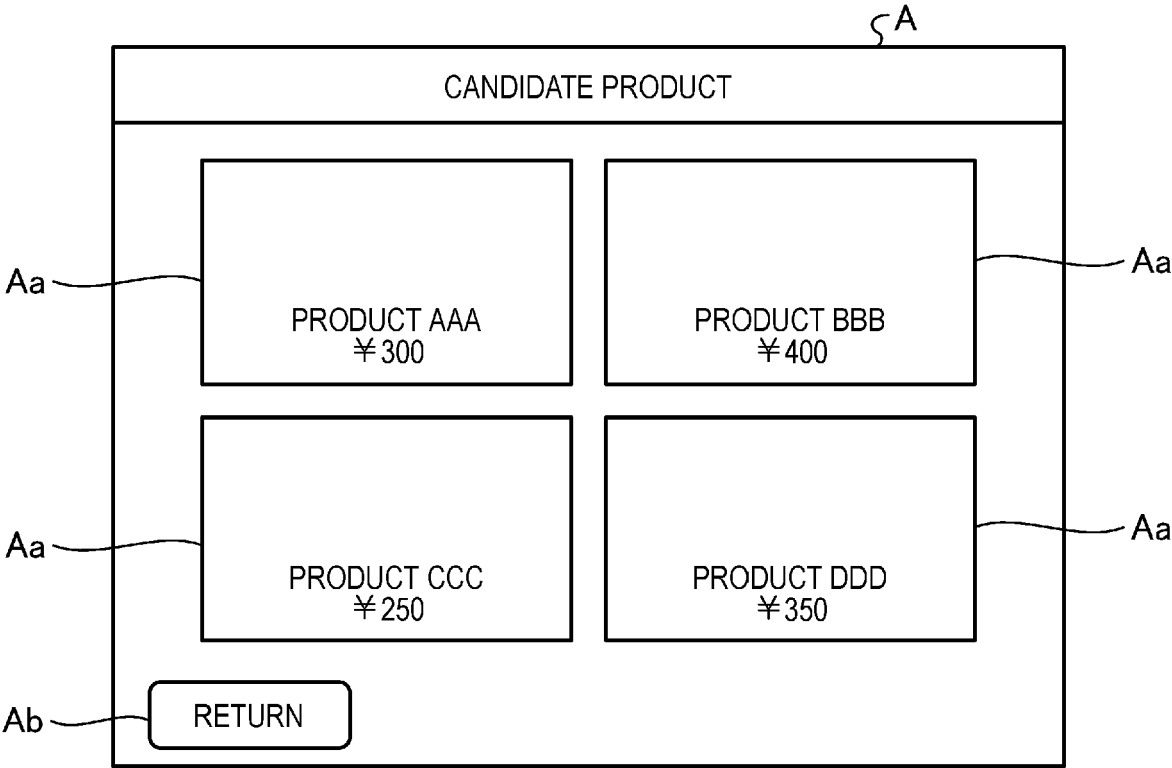 A
CANDIDATE PRODUCT
Aa
PRODUCT AAA
¥300
PRODUCT BBB
¥400
Aa
Aa
PRODUCT CCC
¥250
PRODUCT DDD
¥350
Aa
Ab
RETURN